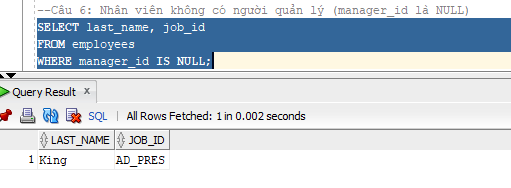 --Câu 6: Nhân viên không có người quản lý (manager_id là NULL)
SELECT last_name, job_id
FROM employees
WHERE manager_id IS NULL;
Query Result x
SQL | All Rows Fetched: 1 in 0.002 seconds
LAST_NAME JOB_ID
1 King AD_PRES